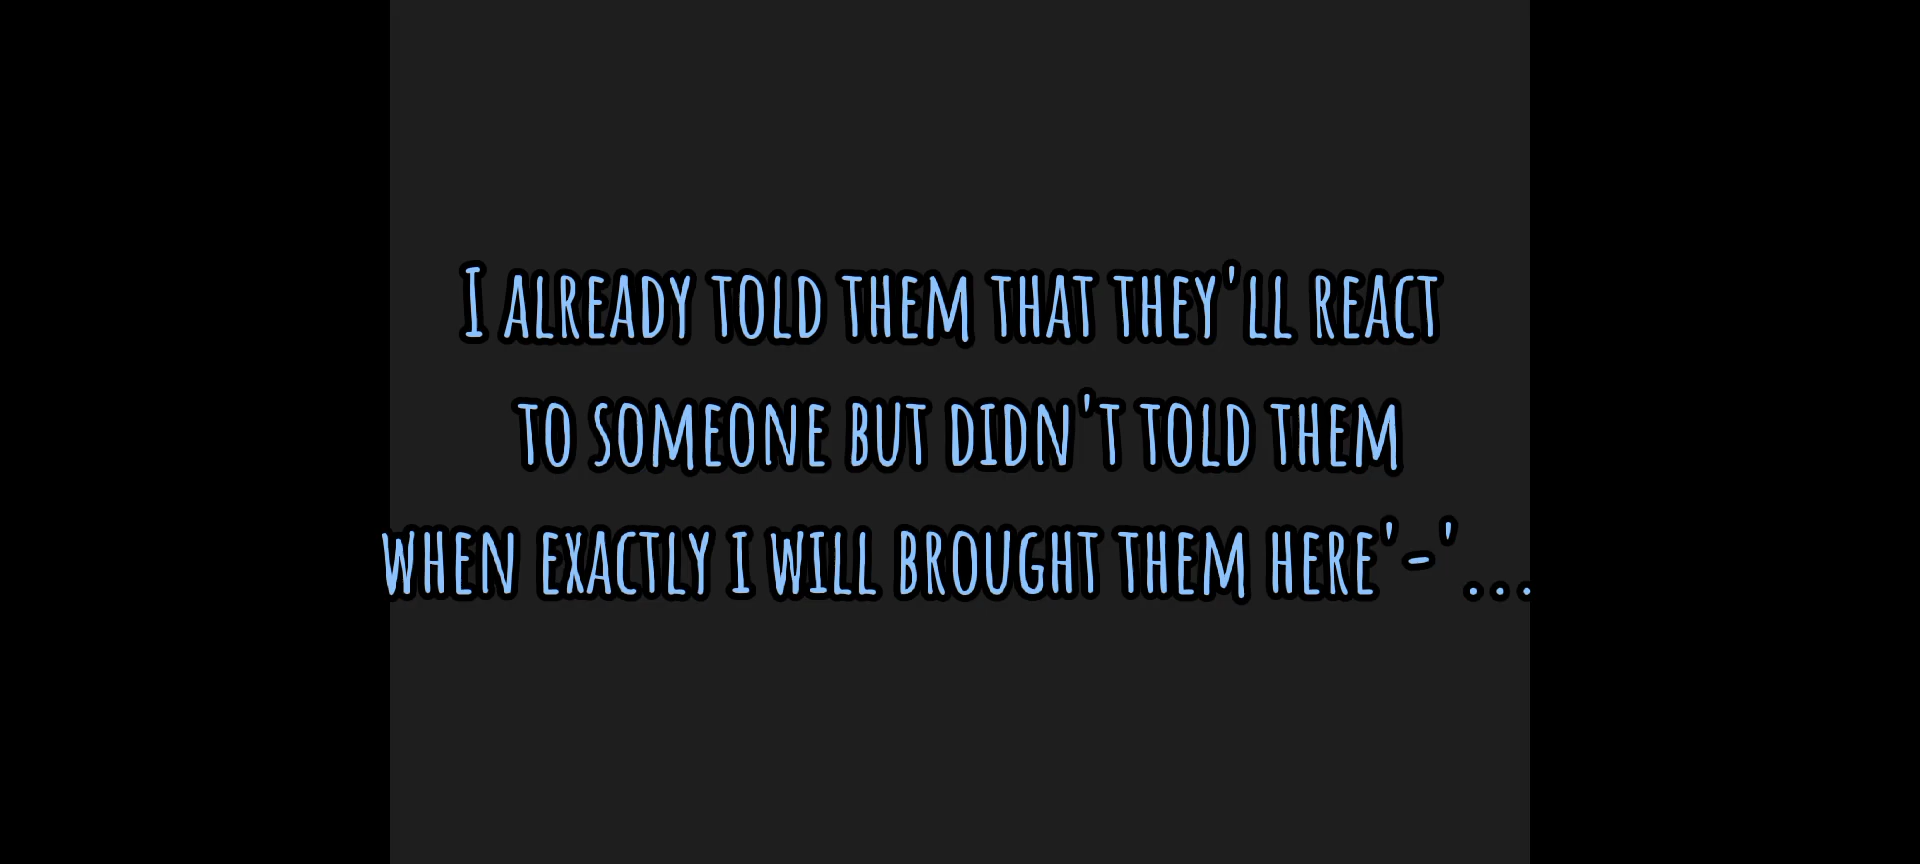 I already told them that they'll react
to someone but didn't told them
when exactly i will brought them here'-'...